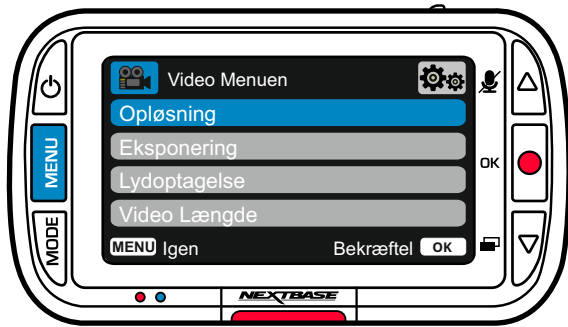 Video Menuen
Opløsning
Eksponering
Lydoptagelse
Video Længde
MENU Igen
Bekræftel OK
MENU
MODE
OK
NEXTBASE